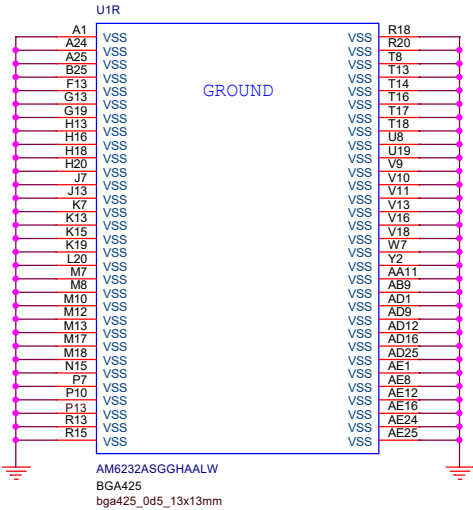 U1R
A1 VSS VSS R18
A24 VSS VSS R20
A25 VSS VSS T8
B25 VSS VSS T13
F13 VSS VSS T14
G13 VSS VSS T16
G19 VSS VSS T17
H13 VSS VSS T18
H16 VSS VSS U8
H18 VSS VSS U19
H20 VSS VSS V9
J7 VSS VSS V10
J13 VSS VSS V11
K7 VSS VSS V13
K13 VSS VSS V16
K15 VSS VSS V18
K19 VSS VSS W7
L20 VSS VSS Y2
M7 VSS VSS AA11
M8 VSS VSS AB9
M10 VSS VSS AD1
M12 VSS VSS AD9
M13 VSS VSS AD12
M17 VSS VSS AD16
M18 VSS VSS AD25
N15 VSS VSS AE1
P7 VSS VSS AE8
P10 VSS VSS AE12
P13 VSS VSS AE16
R13 VSS VSS AE24
R15 VSS VSS AE25
GROUND
AM6232ASGGHAALW
BGA425
bga425_0d5_13x13mm